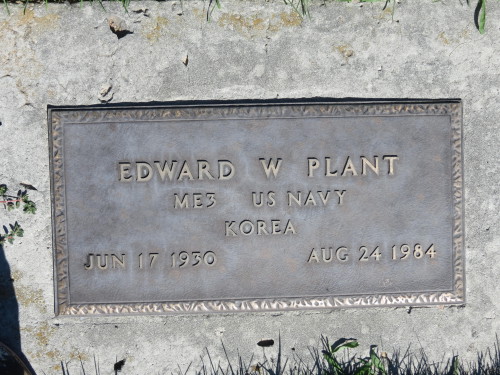 EDWARD W PLANT
ME3 US NAVY
KOREA
JUN 17 1930 AUG 24 1984